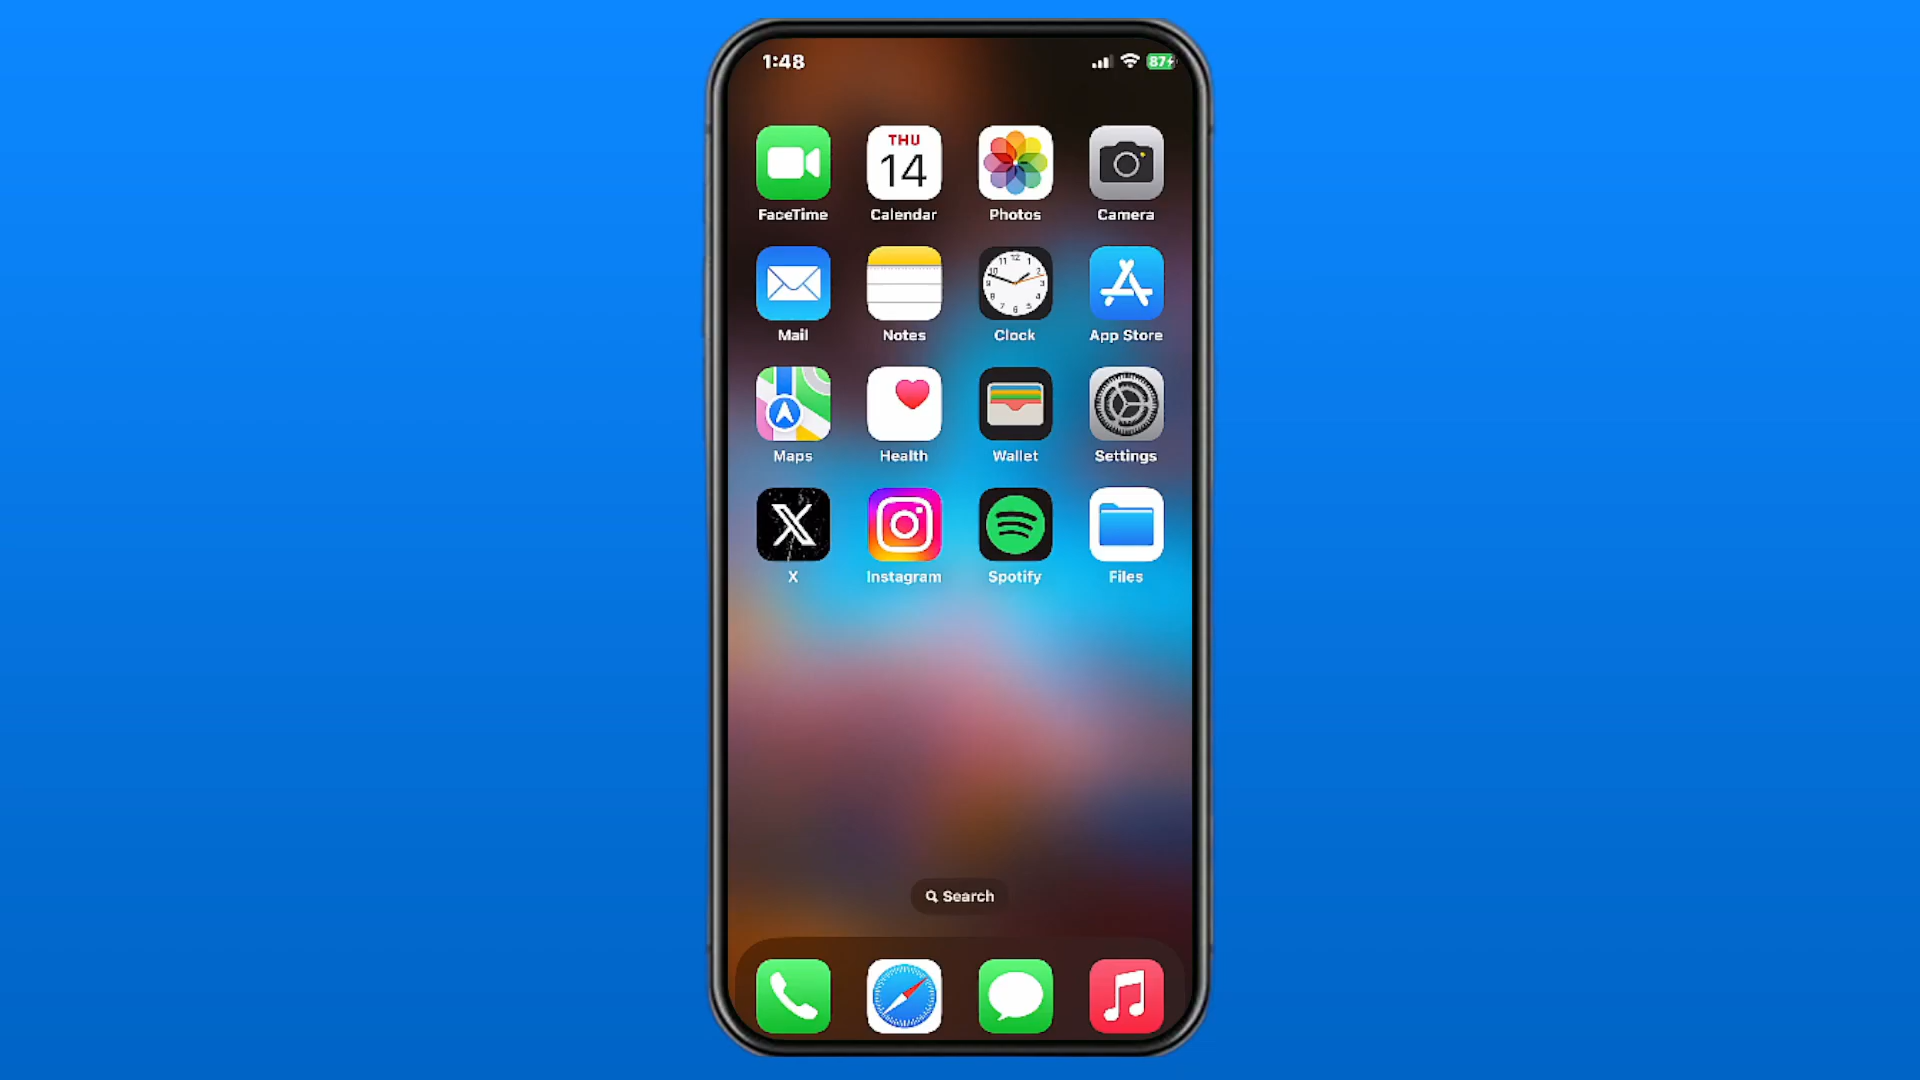 1:48
87
THU
14
FaceTime Calendar Photos Camera
Mail Notes Clock App Store
Maps Health Wallet Settings
X Instagram Spotify Files
Search